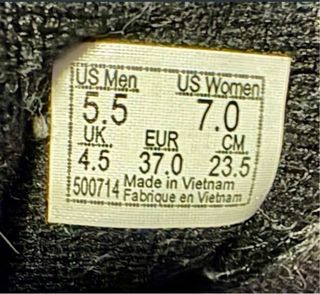 US Men US Women
5.5 7.0
UK EUR CM
4.5 37.0 23.5
500714 Made in Vietnam
Fabrique en Vietnam